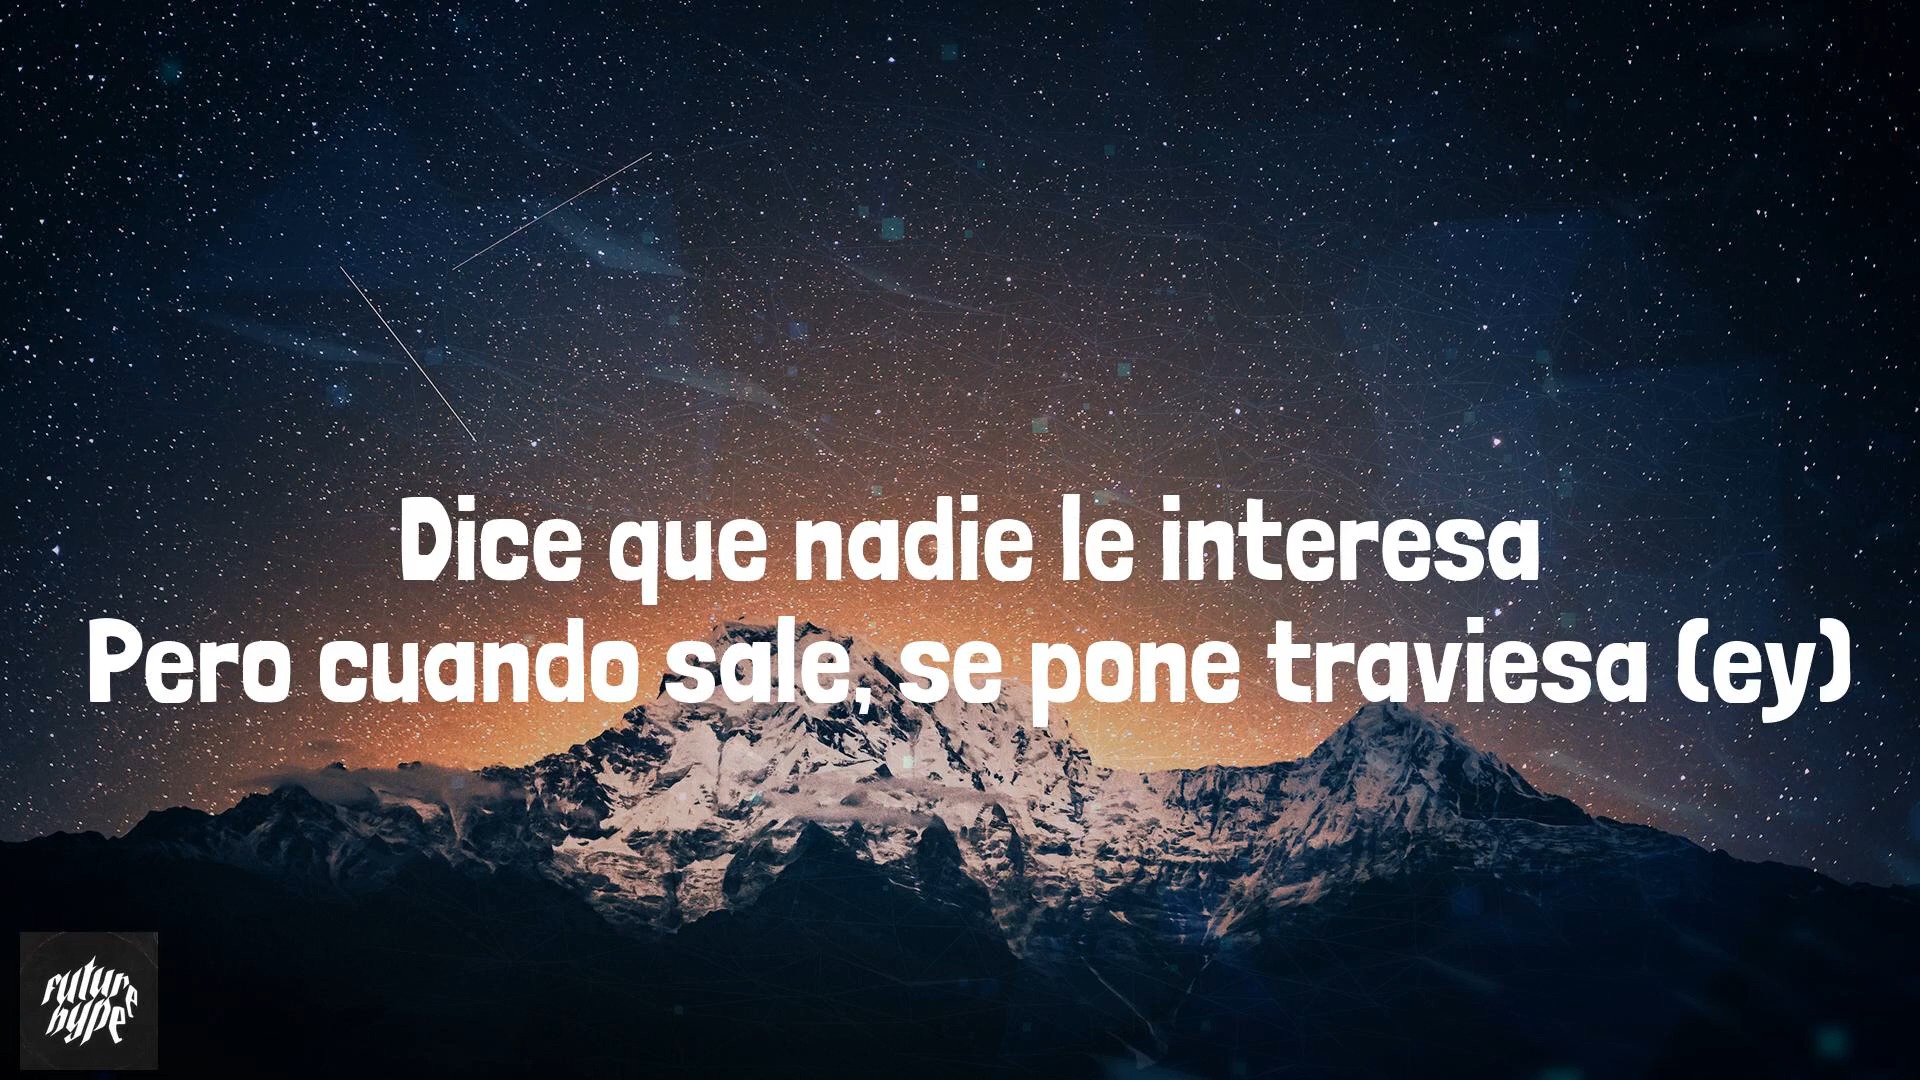 Dice que nadie le interesa
Pero cuando sale, se pone traviesa (ey)
future
hype